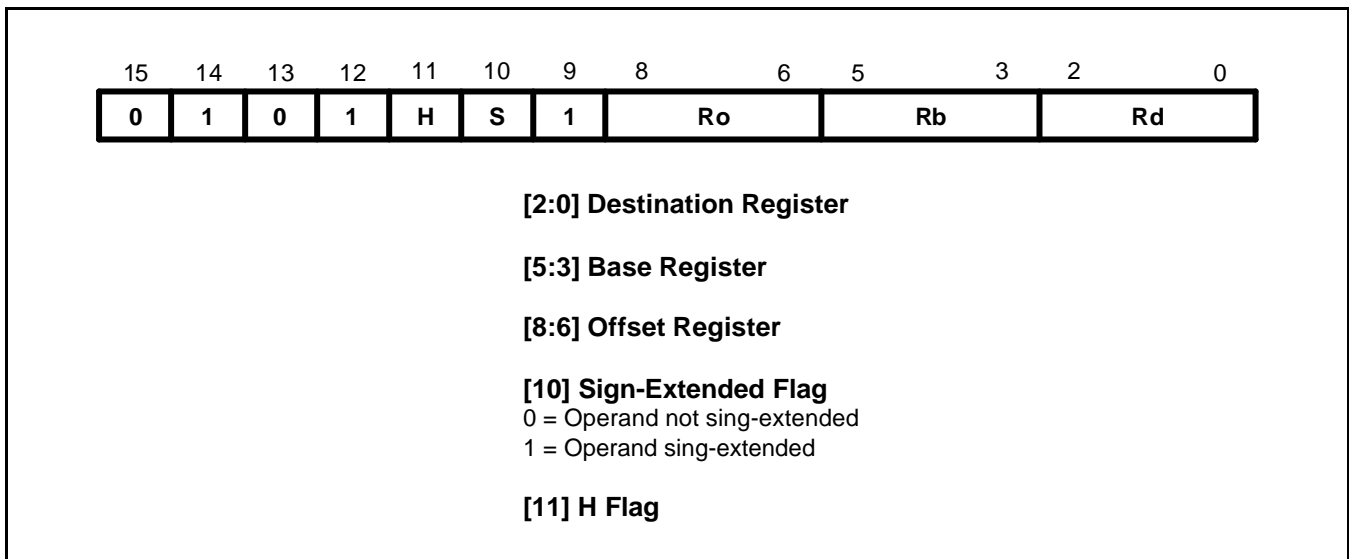 15 14 13 12 11 10 9 8 6 5 3 2 0
0 1 0 1 H S 1 Ro Rb Rd
[2:0] Destination Register
[5:3] Base Register
[8:6] Offset Register
[10] Sign-Extended Flag
0 = Operand not sing-extended
1 = Operand sing-extended
[11] H Flag